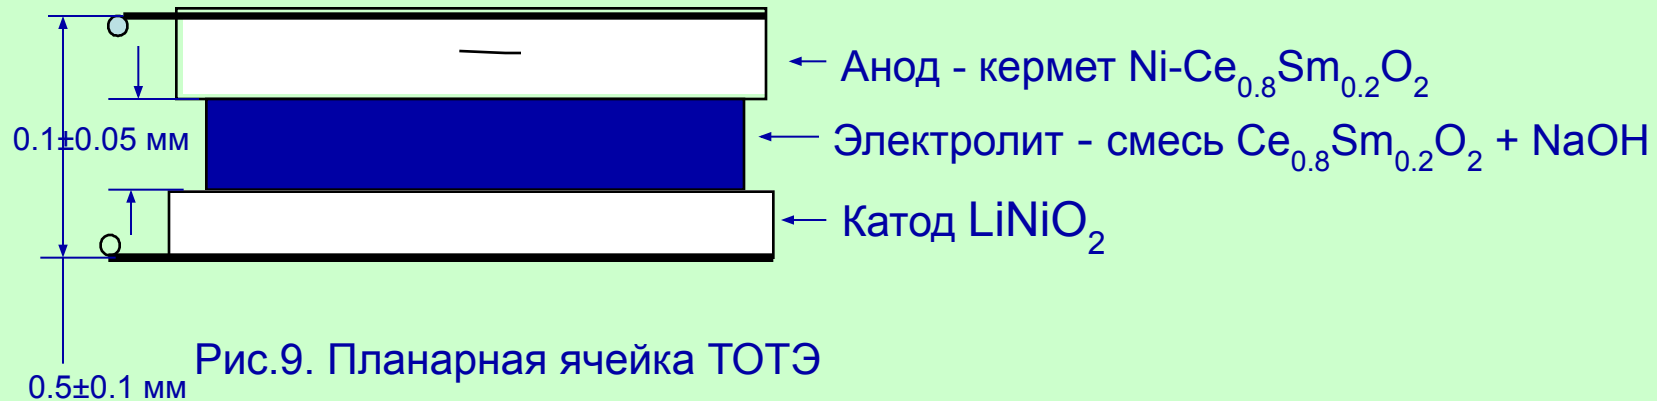 Анод - кермет Ni-Ce0.8Sm0.2O2
0.1±0.05 мм
Электролит - смесь Ce0.8Sm0.2O2 + NaOH
Катод LiNiO2
Рис.9. Планарная ячейка ТОТЭ
0.5±0.1 мм